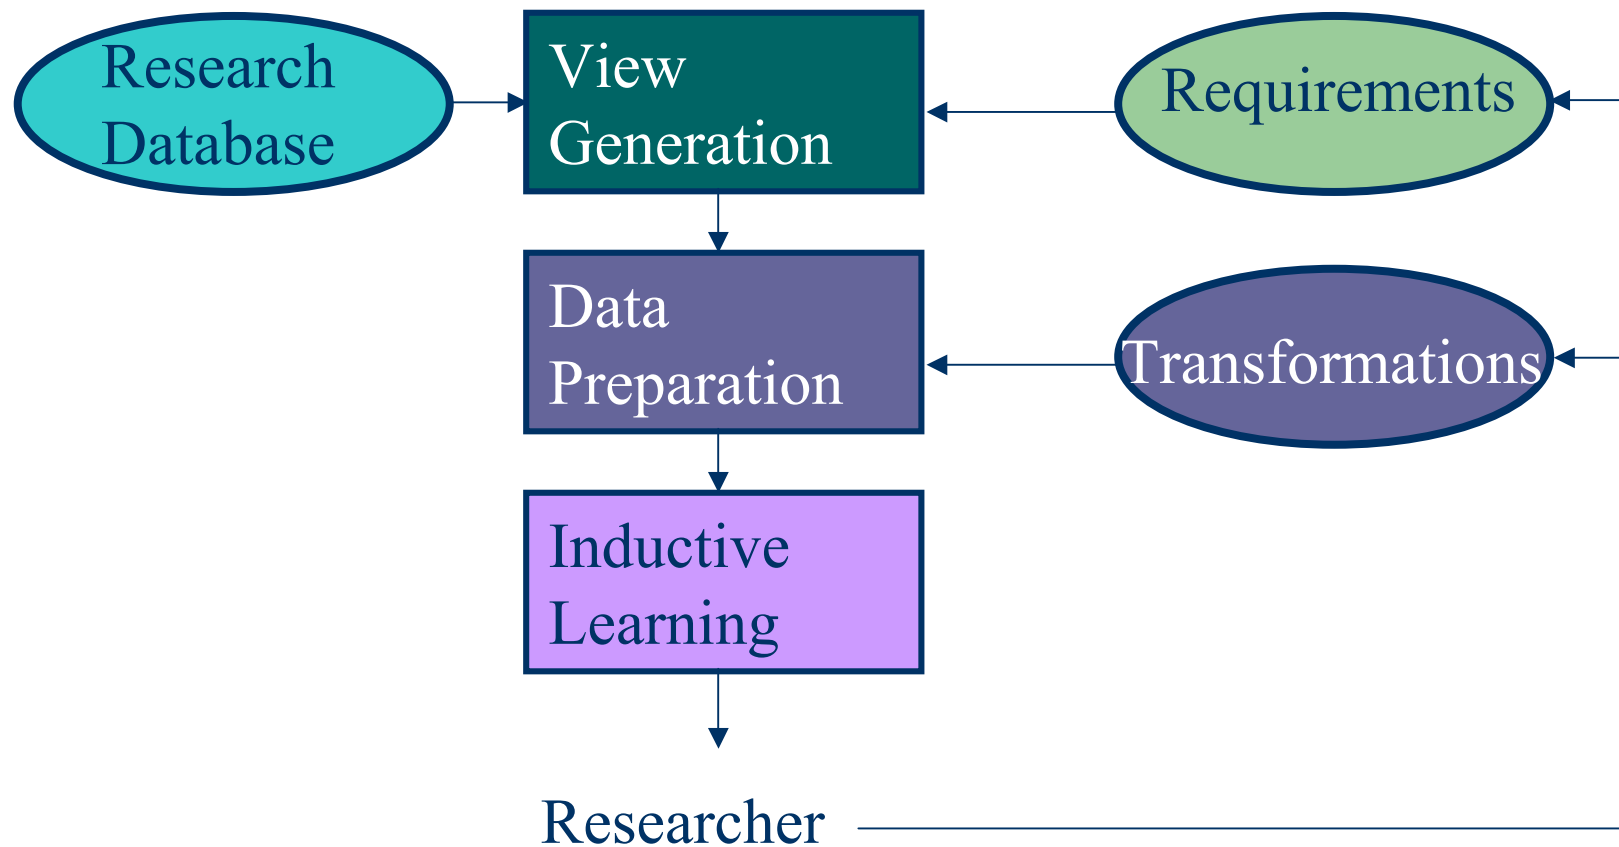 Research
Database
View
Generation
Requirements
Data
Preparation
Transformations
Inductive
Learning
Researcher